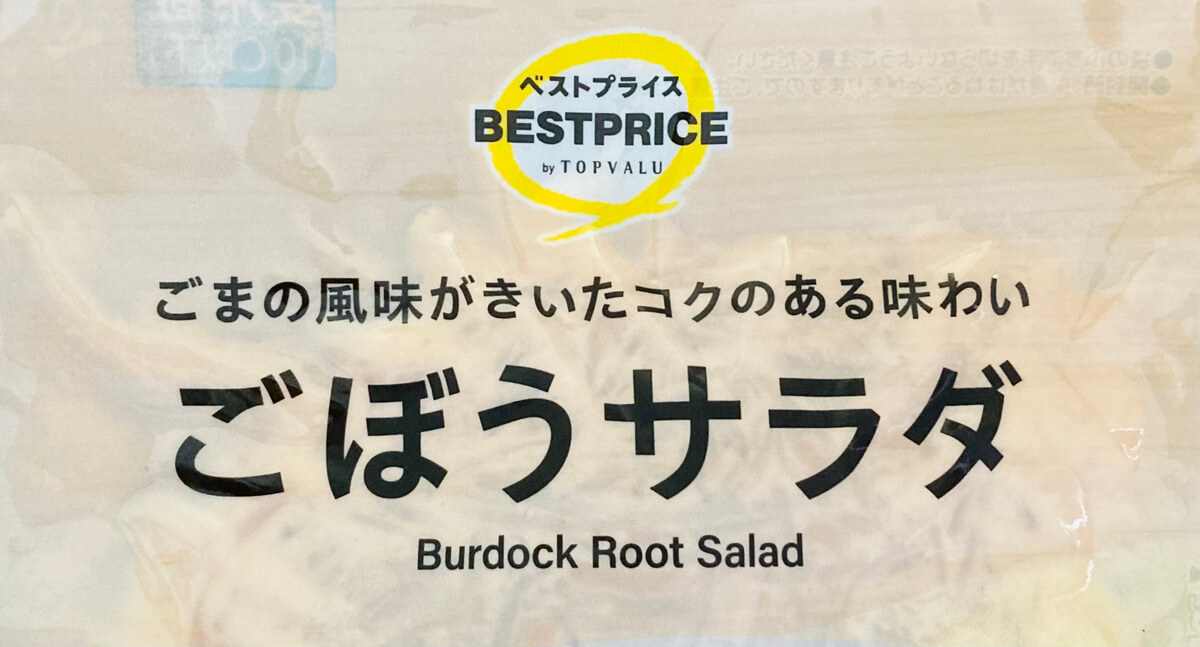 ベストプライス
BESTPRICE
by TOPVALU
ごまの風味がきいたコクのある味わい
ごぼうサラダ
Burdock Root Salad